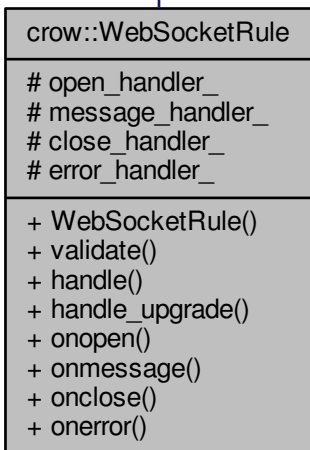 crow::WebSocketRule
# open_handler_
# message_handler_
# close_handler_
# error_handler_
+ WebSocketRule()
+ validate()
+ handle()
+ handle_upgrade()
+ onopen()
+ onmessage()
+ onclose()
+ onerror()